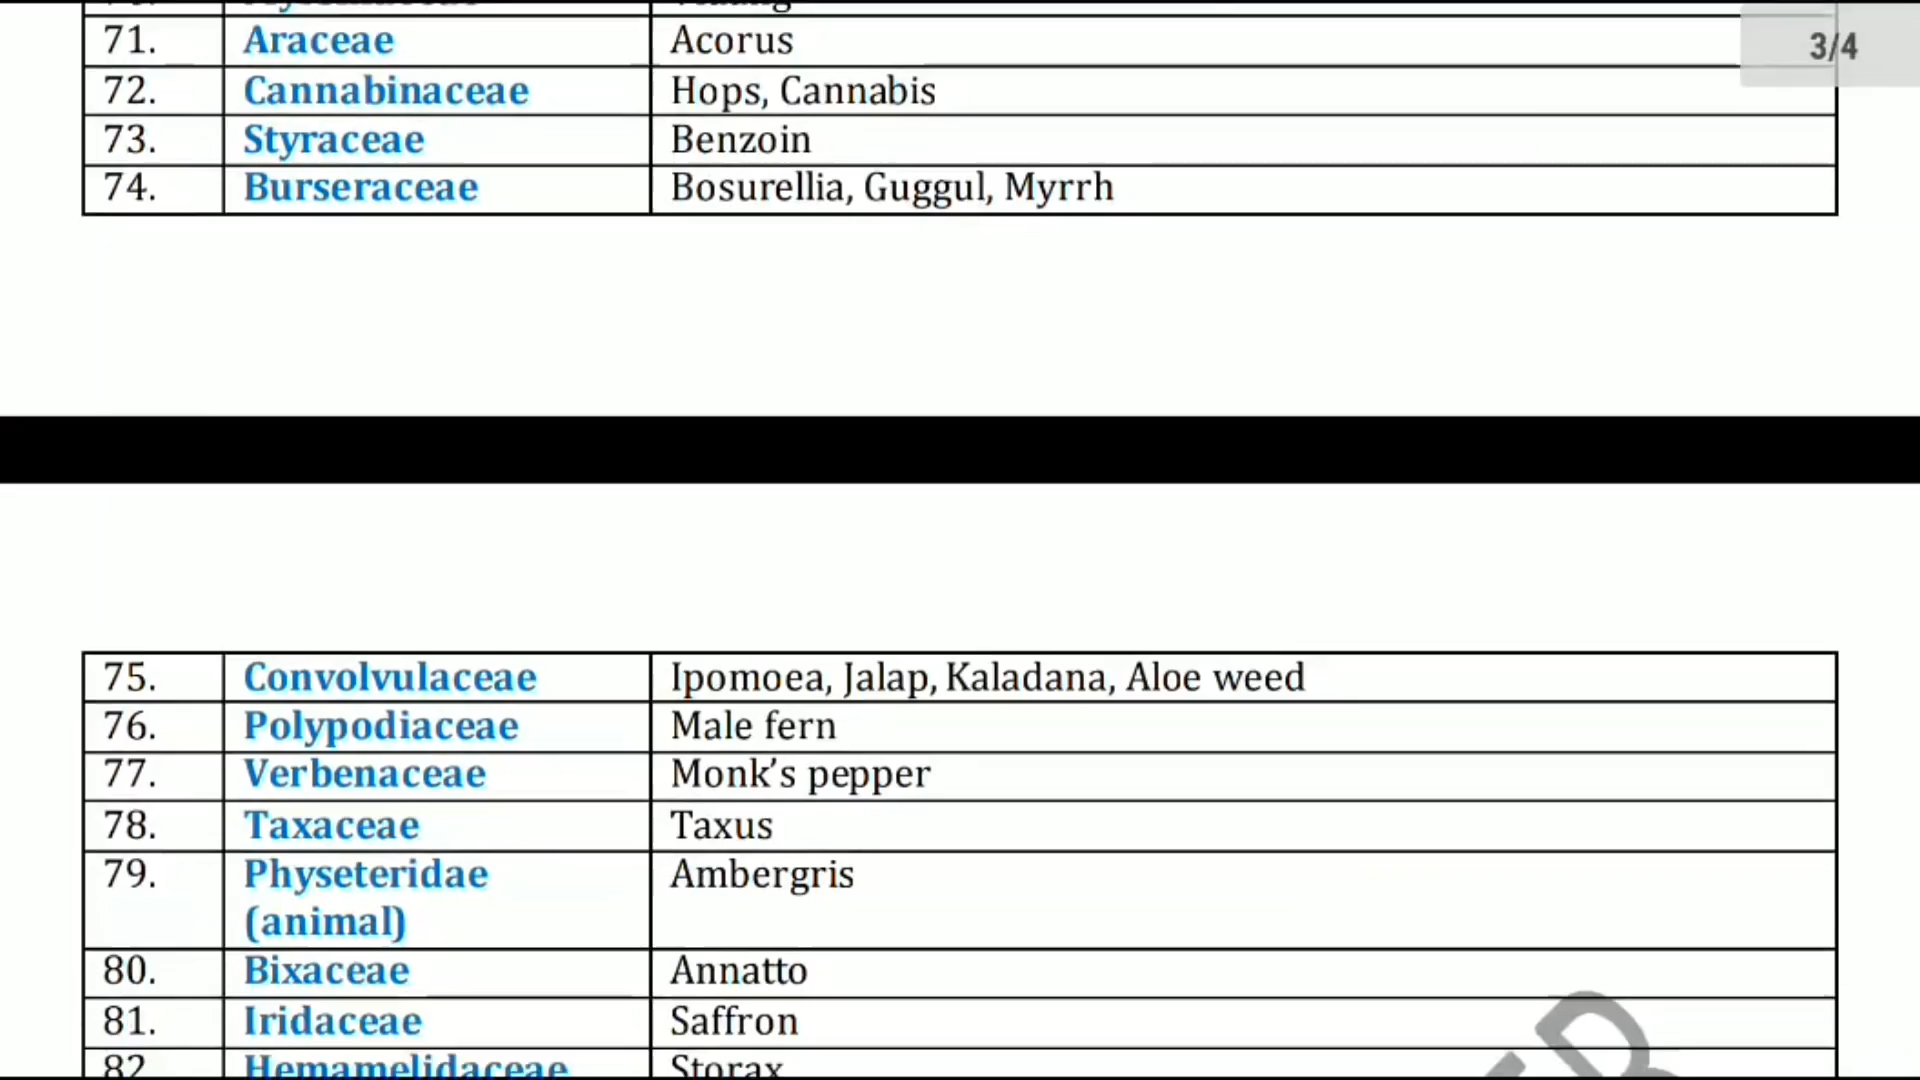 71. Araceae Acorus
3/4
72. Cannabinaceae Hops, Cannabis
73. Styraceae Benzoin
74. Burseraceae Bosurellia, Guggul, Myrrh
75. Convolvulaceae Ipomoea, Jalap, Kaladana, Aloe weed
76. Polypodiaceae Male fern
77. Verbenaceae Monk’s pepper
78. Taxaceae Taxus
79. Physeteridae Ambergris
(animal)
80. Bixaceae Annatto
81. Iridaceae Saffron
82 Hemamelidaceae Storax